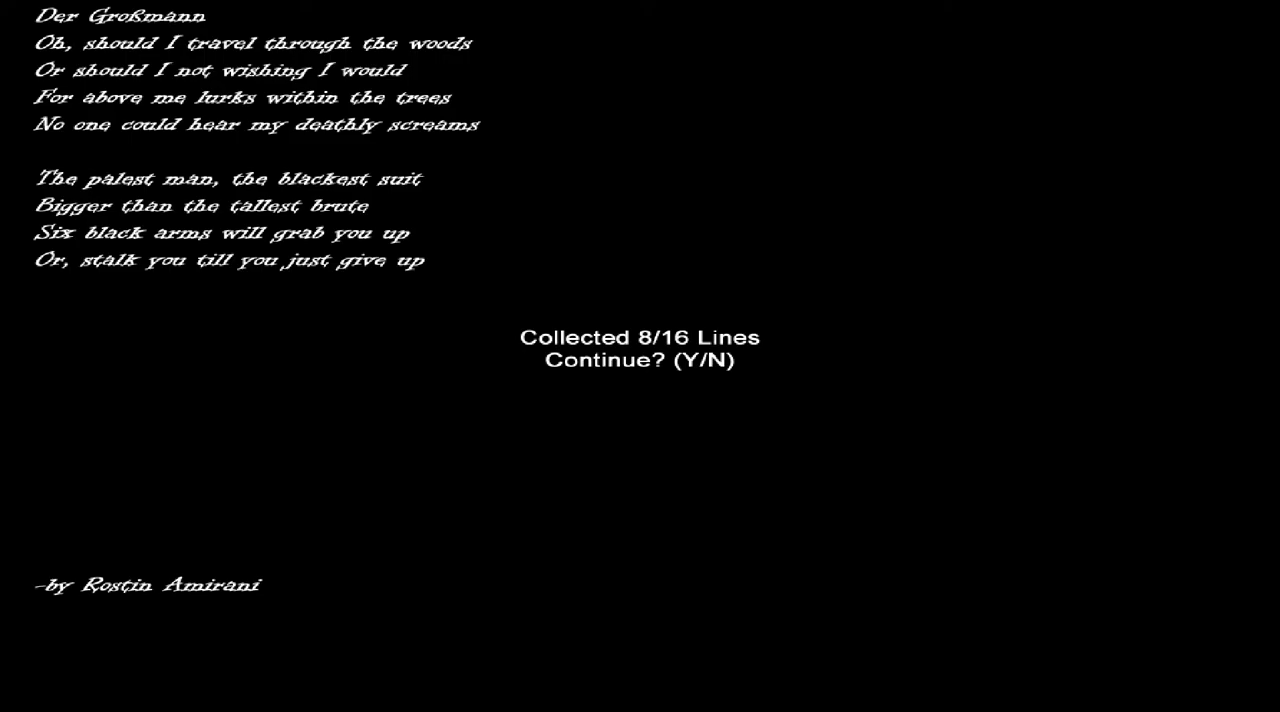 Der Großmann
Oh, should I travel through the woods
Or should I not wishing I would
For above me lurks within the trees
No one could hear my deathly screams

The palest man, the blackest suit
Bigger than the tallest brute
Six black arms will grab you up
Or, stalk you till you just give up

Collected 8/16 Lines
Continue? (Y/N)

-by Rostin Amirani